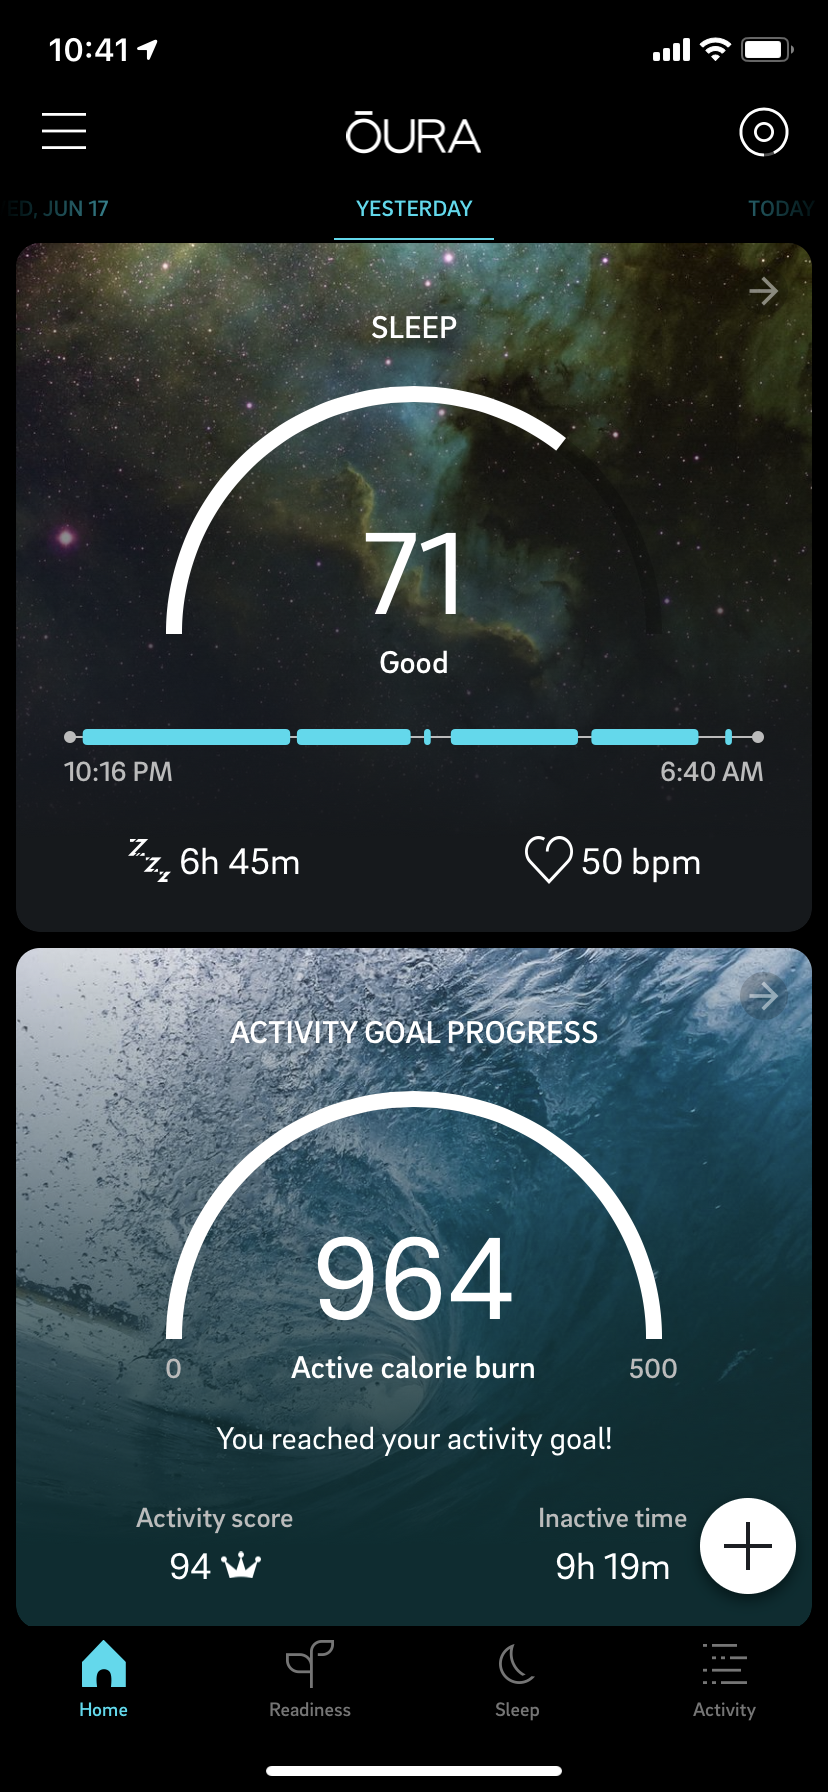 10:41
ŌURA
ED, JUN 17
YESTERDAY
TODAY
SLEEP
71
Good
10:16 PM
6:40 AM
Z Z Z 6h 45m
50 bpm
ACTIVITY GOAL PROGRESS
964
0
Active calorie burn
500
You reached your activity goal!
Activity score
Inactive time
94
9h 19m
Home
Readiness
Sleep
Activity